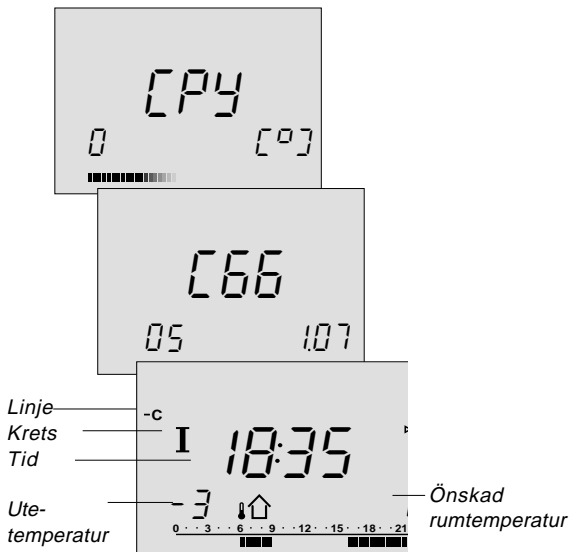 CPY
0 [º]
C66
05 1.07
Linje
-C
Krets
I
Tid
18:35
Ute-
temperatur
-3
Önskad
rumtemperatur
0 · · 3 · · 6 · · 9 · · 12 · · 15 · · 18 · · 21